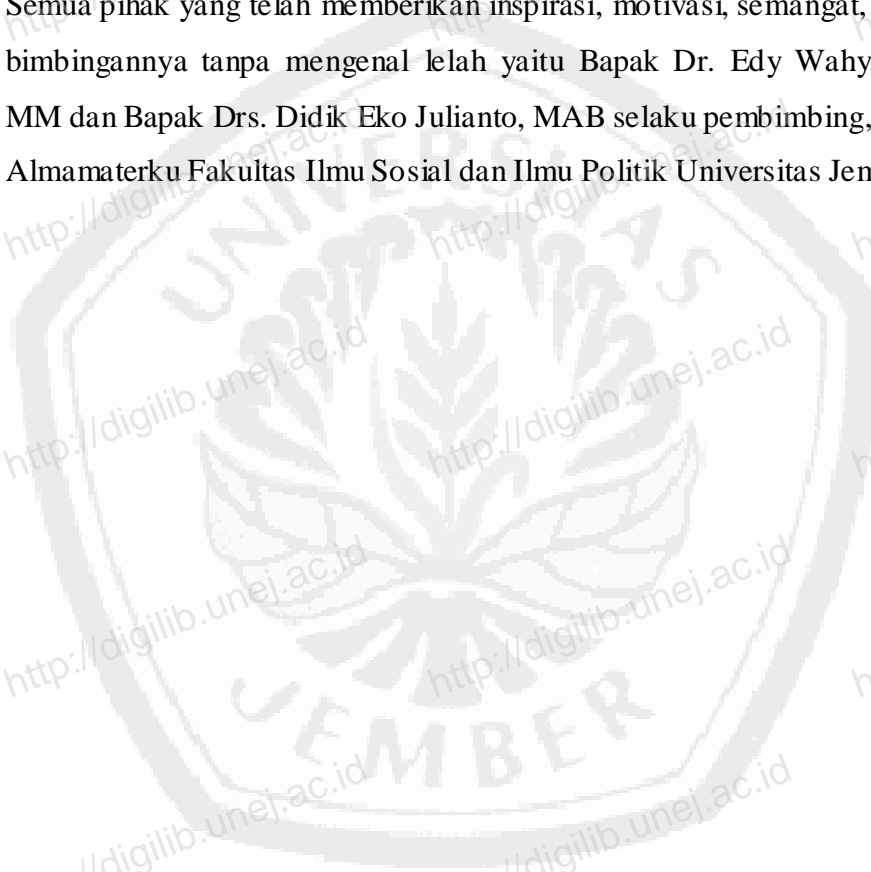 Semua pihak yang telah memberikan inspirasi, motivasi, semangat,
bimbingannya tanpa mengenal lelah yaitu Bapak Dr. Edy
MM dan Bapak Drs. Didik Eko Julianto, MAB selaku pembimbing,
Almamaterku Fakultas Ilmu Sosial dan Ilmu Politik Universitas
UNIVERSITAS
http://digilib.unej.ac.id
http://digilib.unej.ac.id
http://digilib.unej.ac.id
http://digilib.unej.ac.id
http://digilib.unej.ac.id
http://digilib.unej.ac.id
JEMBER